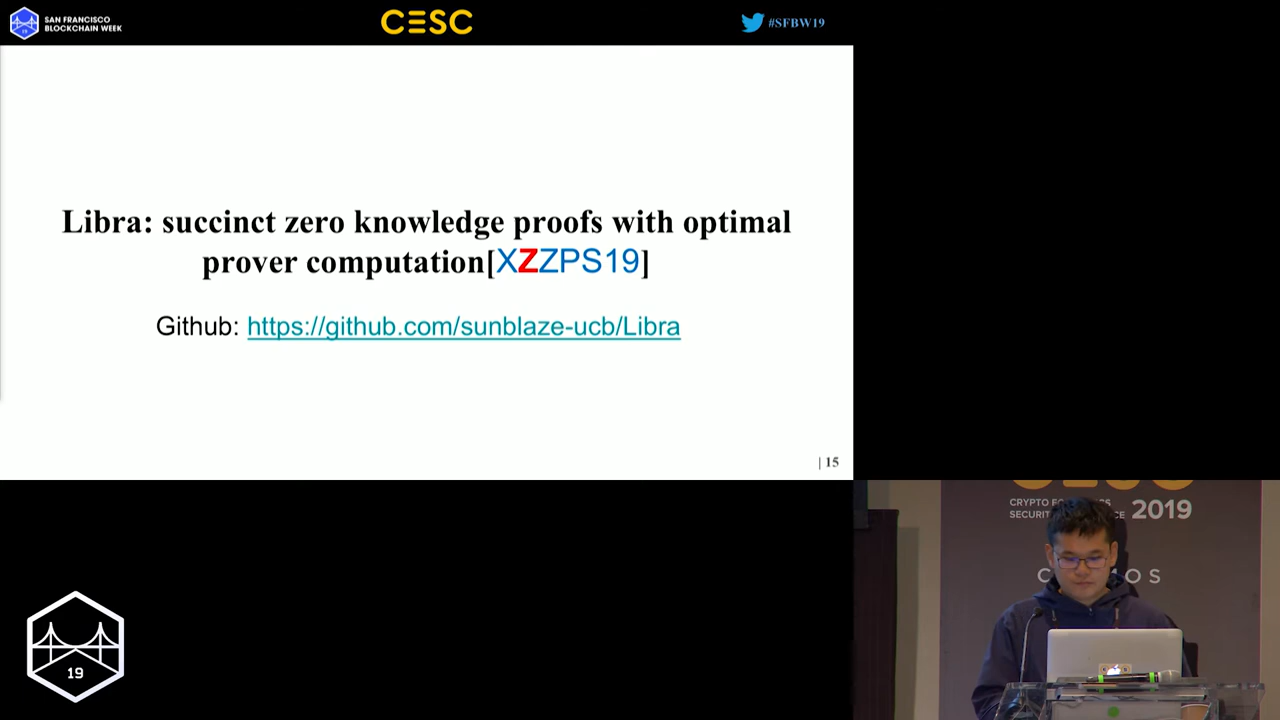 SAN FRANCISCO
BLOCKCHAIN WEEK
19
CESC
#SFBW19
Libra: succinct zero knowledge proofs with optimal
prover computation[XZZPS19]
Github: https://github.com/sunblaze-ucb/Libra
| 15
19
2019